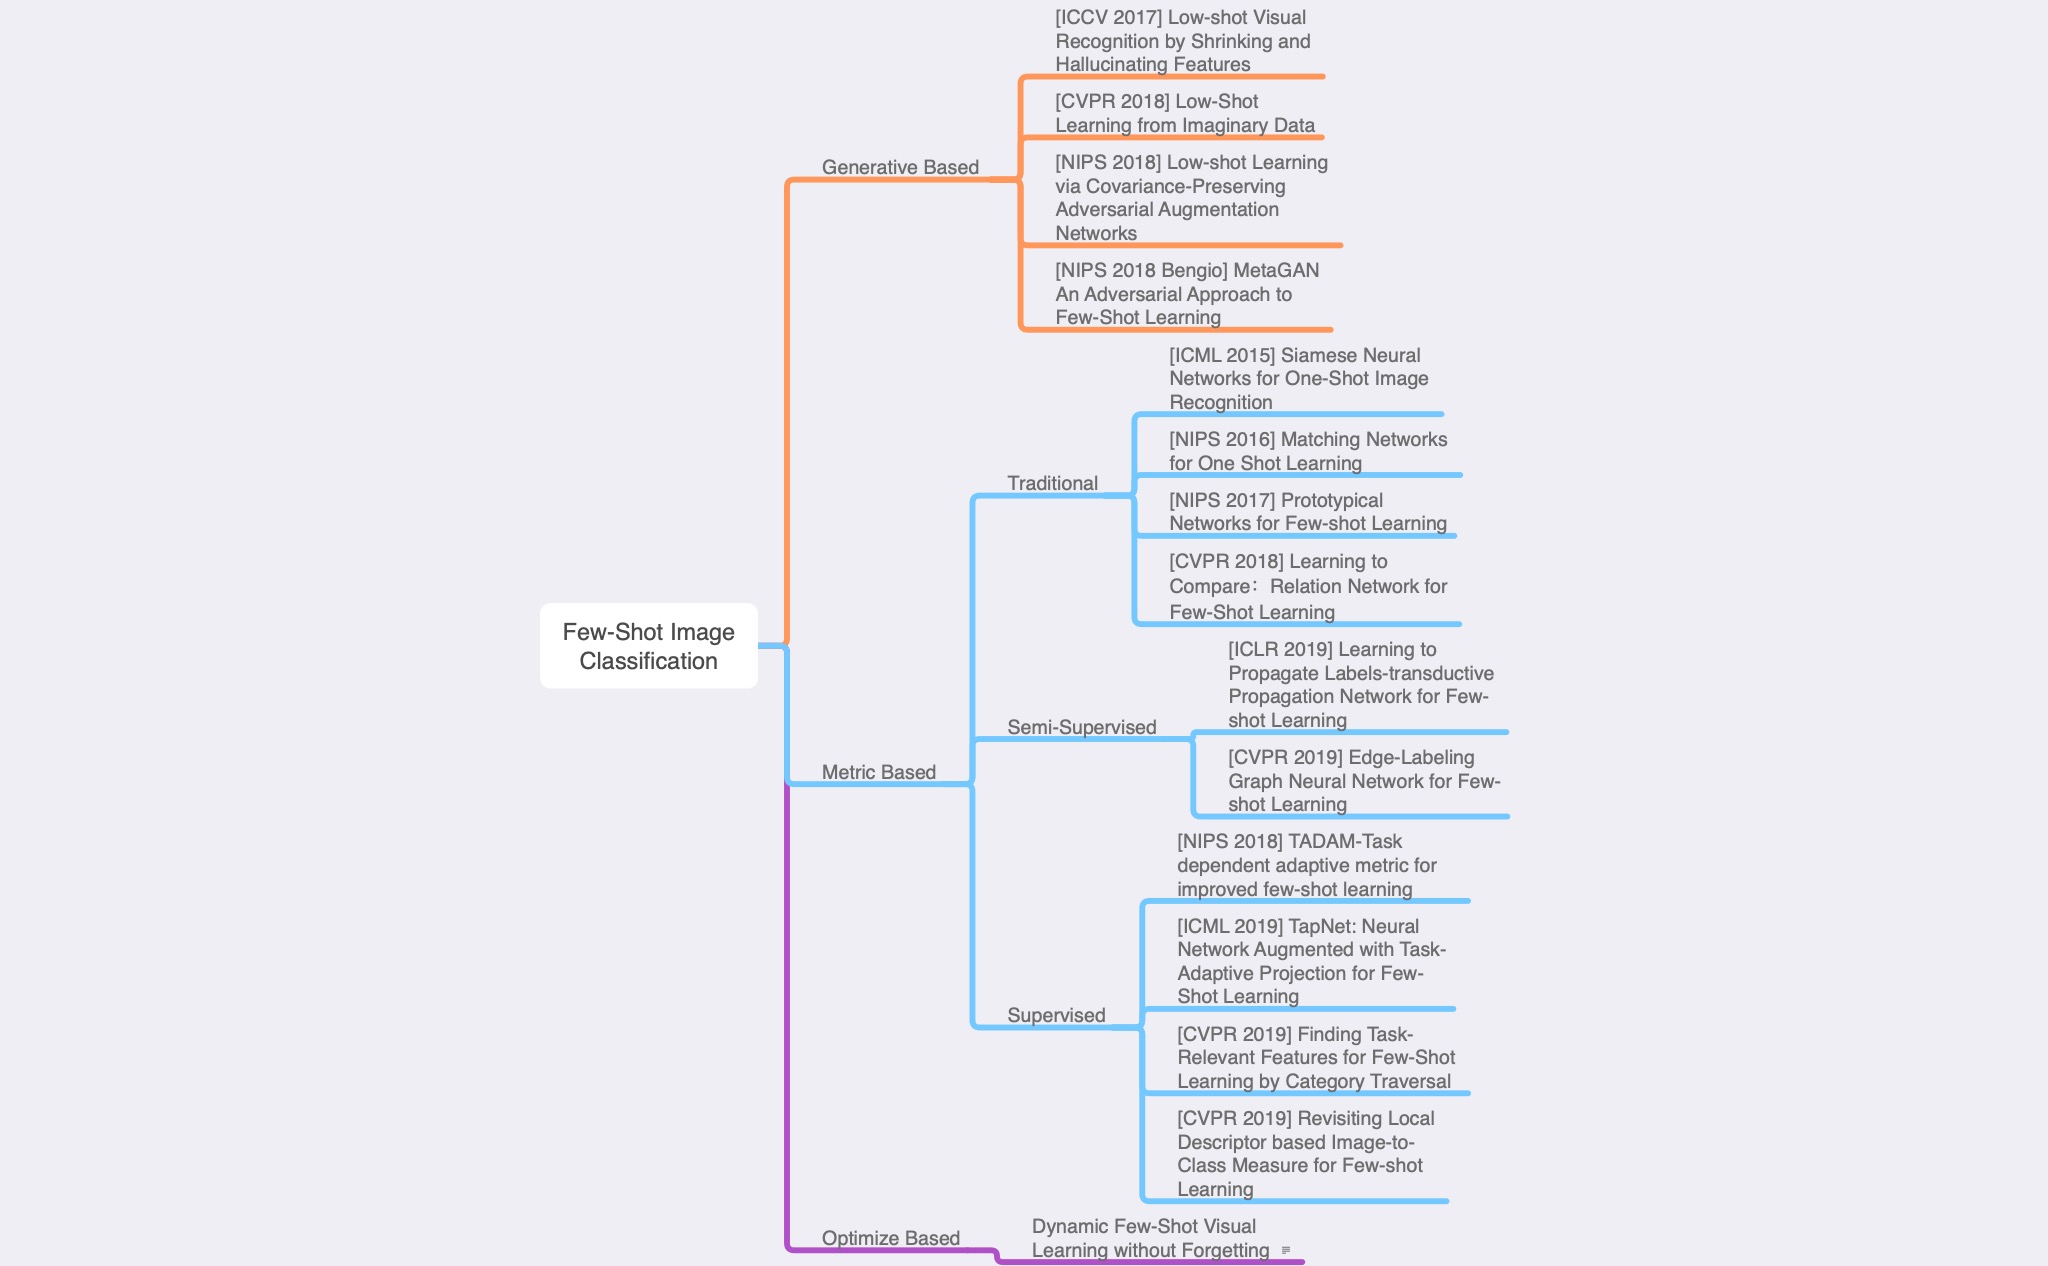 [ICCV 2017] Low-shot Visual
Recognition by Shrinking and
Hallucinating Features
[CVPR 2018] Low-Shot
Learning from Imaginary Data
Generative Based
[NIPS 2018] Low-shot Learning
via Covariance-Preserving
Adversarial Augmentation
Networks
[NIPS 2018 Bengio] MetaGAN
An Adversarial Approach to
Few-Shot Learning
[ICML 2015] Siamese Neural
Networks for One-Shot Image
Recognition
[NIPS 2016] Matching Networks
for One Shot Learning
Traditional
[NIPS 2017] Prototypical
Networks for Few-shot Learning
[CVPR 2018] Learning to
Compare：Relation Network for
Few-Shot Learning
Few-Shot Image
Classification
[ICLR 2019] Learning to
Propagate Labels-transductive
Propagation Network for Few-
shot Learning
Semi-Supervised
[CVPR 2019] Edge-Labeling
Graph Neural Network for Few-
shot Learning
Metric Based
[NIPS 2018] TADAM-Task
dependent adaptive metric for
improved few-shot learning
[ICML 2019] TapNet: Neural
Network Augmented with Task-
Adaptive Projection for Few-
Shot Learning
Supervised
[CVPR 2019] Finding Task-
Relevant Features for Few-Shot
Learning by Category Traversal
[CVPR 2019] Revisiting Local
Descriptor based Image-to-
Class Measure for Few-shot
Learning
Optimize Based
Dynamic Few-Shot Visual
Learning without Forgetting